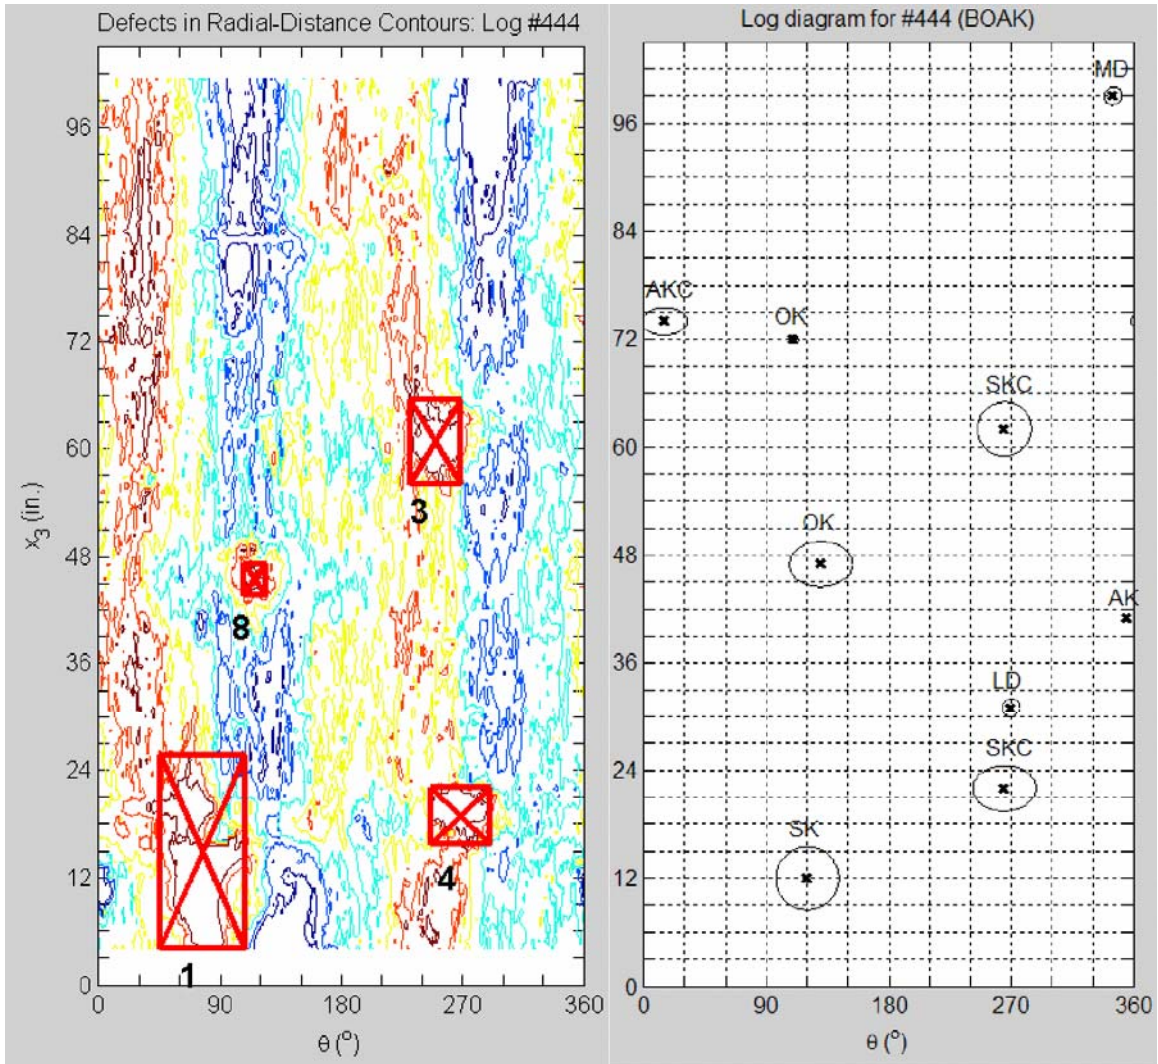 Defects in Radial-Distance Contours: Log #444
96
84
72
60
48
36
24
12
0
x3 (in.)
3
8
4
1
0 90 180 270 360
θ (o)
Log diagram for #444 (BOAK)
MD
96
84
AKC
OK
72
SKC
60
OK
48
AK
36
LD
SKC
24
SK
12
0
0 90 180 270 360
θ (o)